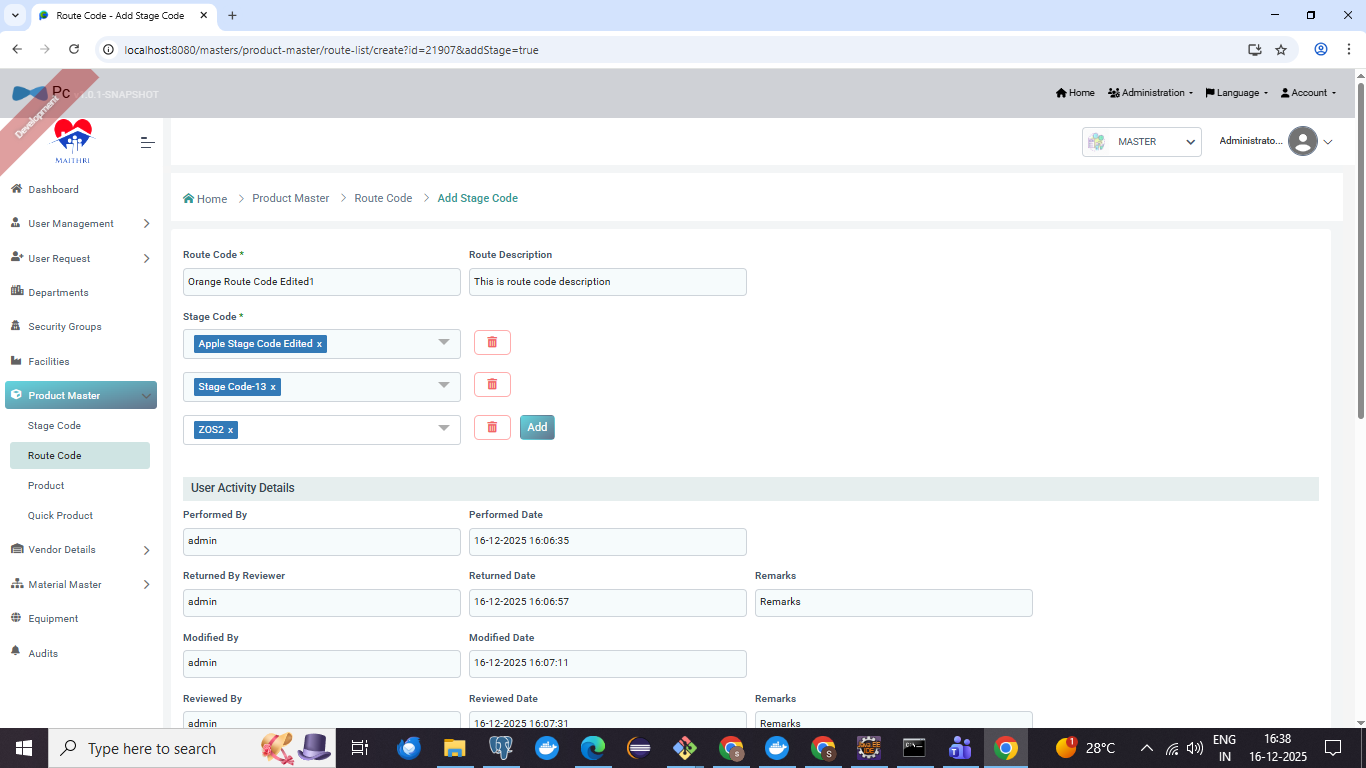 Route Code - Add Stage Code
localhost:8080/masters/product-master/route-list/create?id=21907&addStage=true
Pc v1.0.1-SNAPSHOT
Development
Home Administration Language Account
MAITHRI
MASTER
Administrato...
Dashboard
User Management
User Request
Departments
Security Groups
Facilities
Product Master
Stage Code
Route Code
Product
Quick Product
Vendor Details
Material Master
Equipment
Audits
Home > Product Master > Route Code > Add Stage Code
Route Code * Route Description
Orange Route Code Edited1 This is route code description
Stage Code *
Apple Stage Code Edited x
Stage Code-13 x
ZOS2 x Add
User Activity Details
Performed By Performed Date
admin 16-12-2025 16:06:35
Returned By Reviewer Returned Date Remarks
admin 16-12-2025 16:06:57 Remarks
Modified By Modified Date
admin 16-12-2025 16:07:11
Reviewed By Reviewed Date Remarks
admin 16-12-2025 16:07:31 Remarks
Type here to search
1
28°C
ENG
IN
16:38
16-12-2025